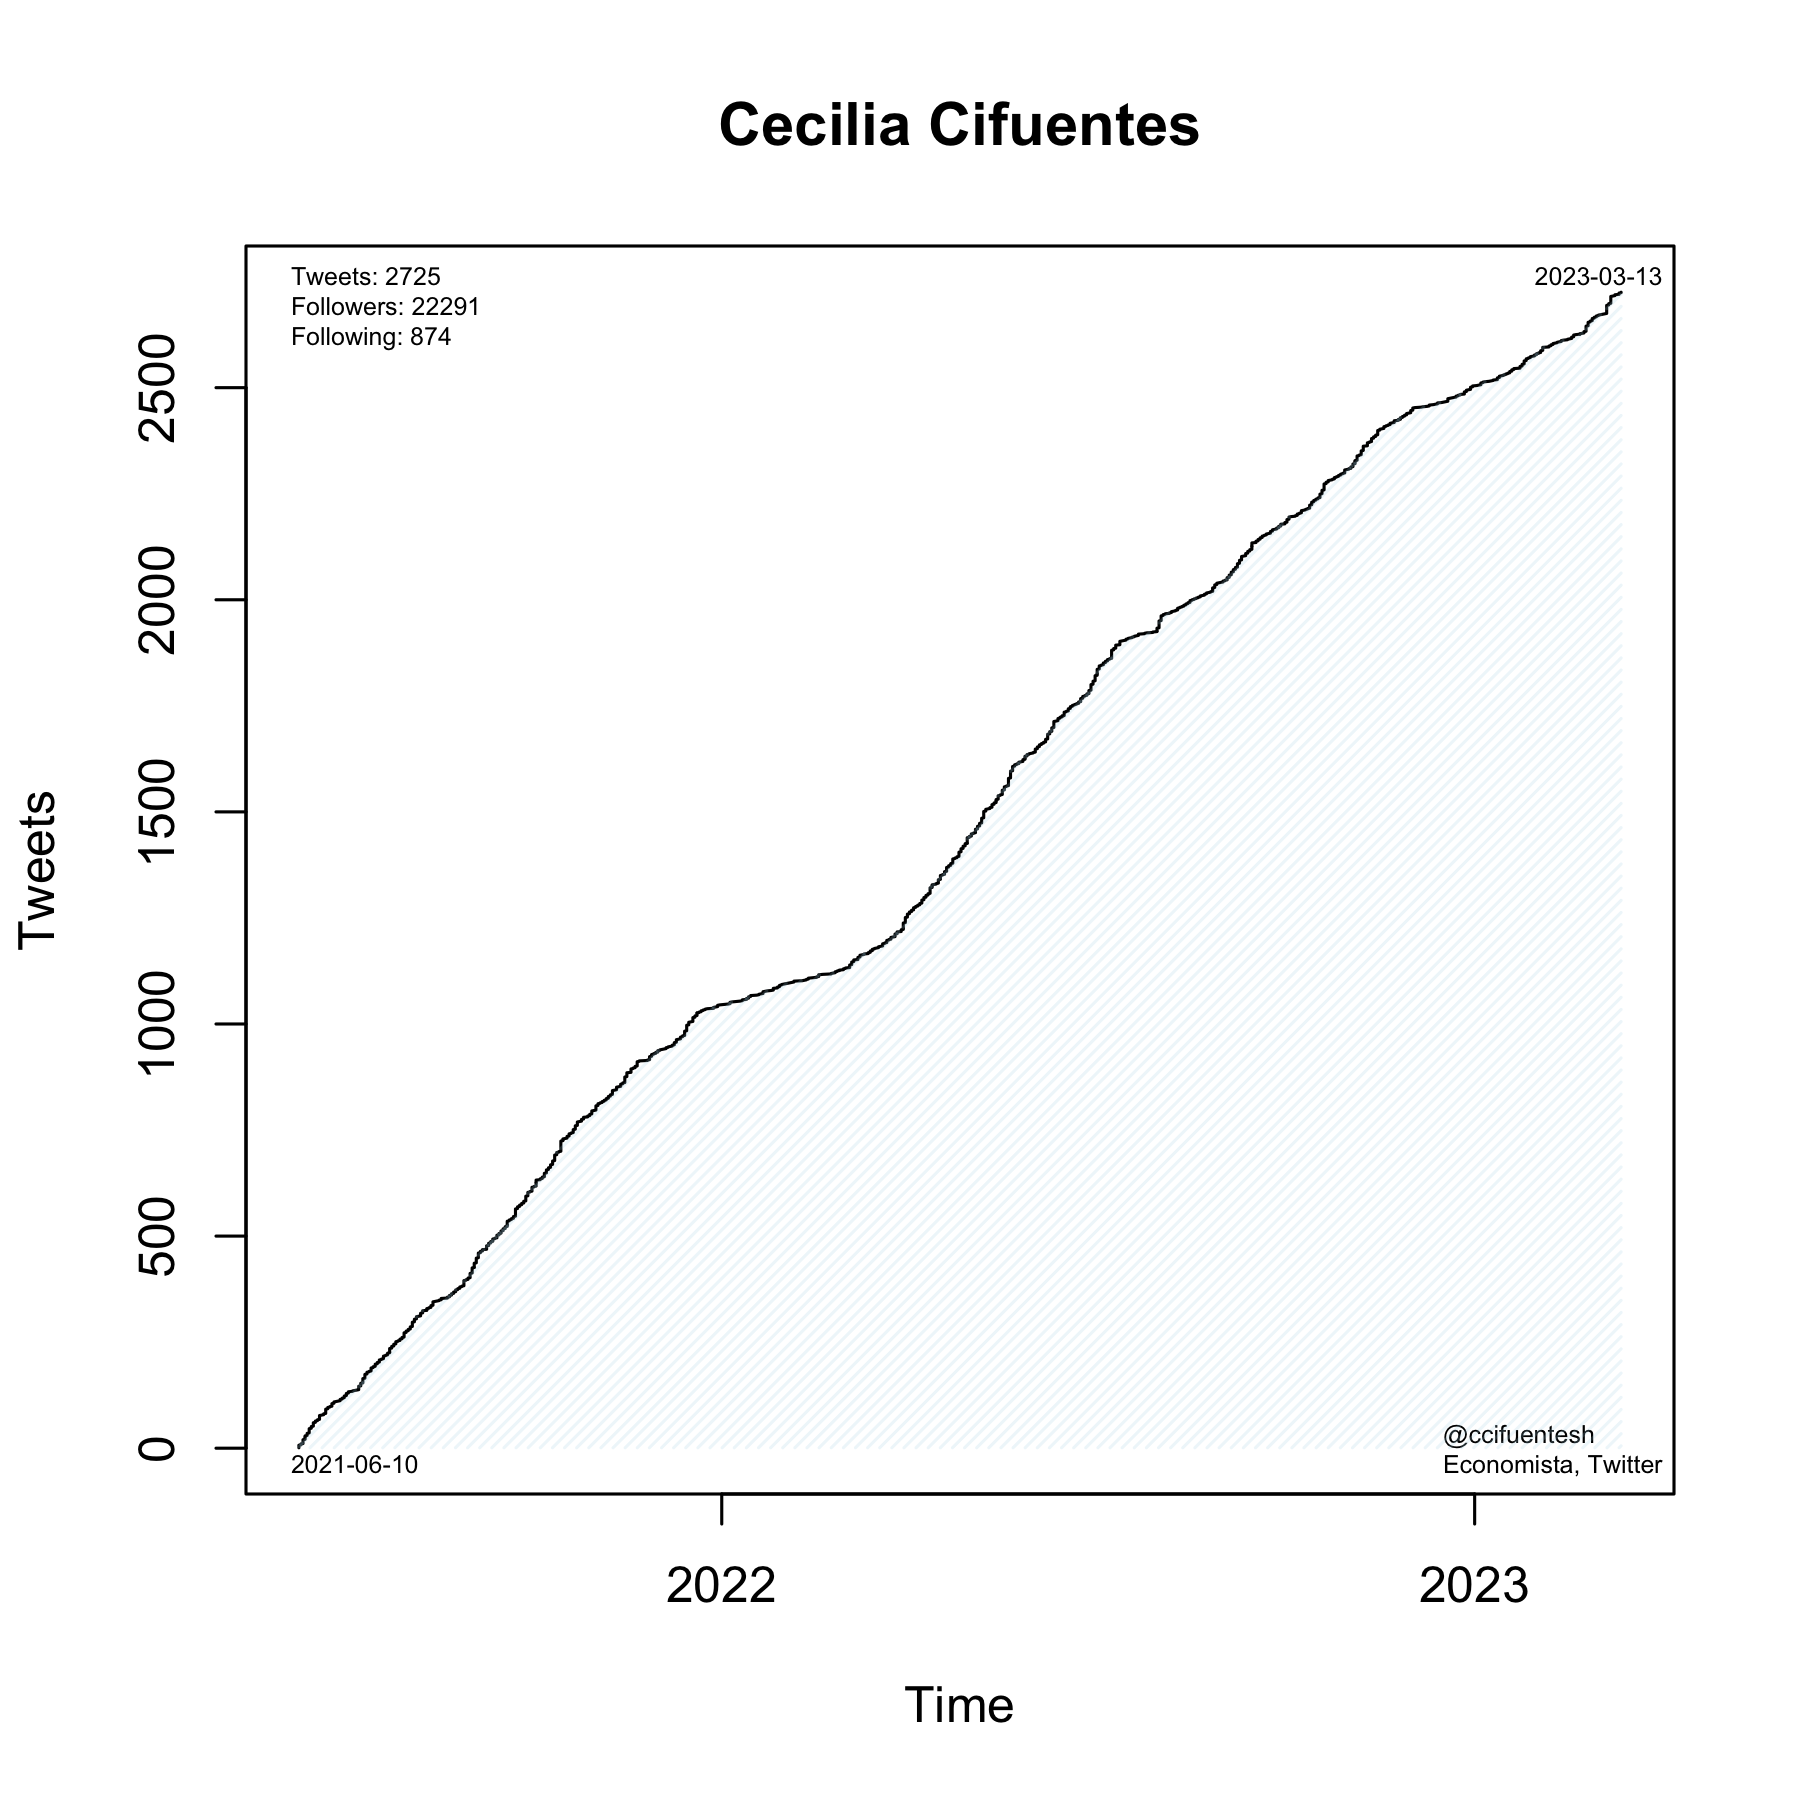 Cecilia Cifuentes
Tweets: 2725
Followers: 22291
Following: 874
2023-03-13
2500
2000
1500
1000
500
0
Tweets
2021-06-10
@ccifuentesh
Economista, Twitter
2022
2023
Time